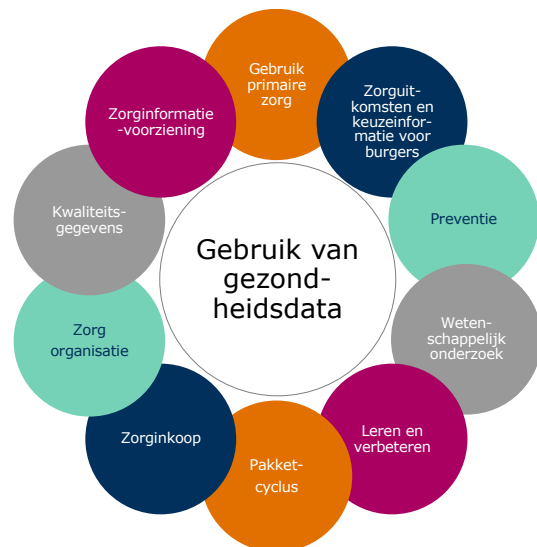 Gebruik
primaire
zorg
Zorguit-
komsten en
keuzeinfor-
matie voor
burgers
Preventie
Weten-
schappelijk
onderzoek
Leren en
verbeteren
Pakket-
cyclus
Zorginkoop
Zorg
organisatie
Kwaliteits-
gegevens
Zorginformatie
-voorziening
Gebruik van
gezond-
heidsdata